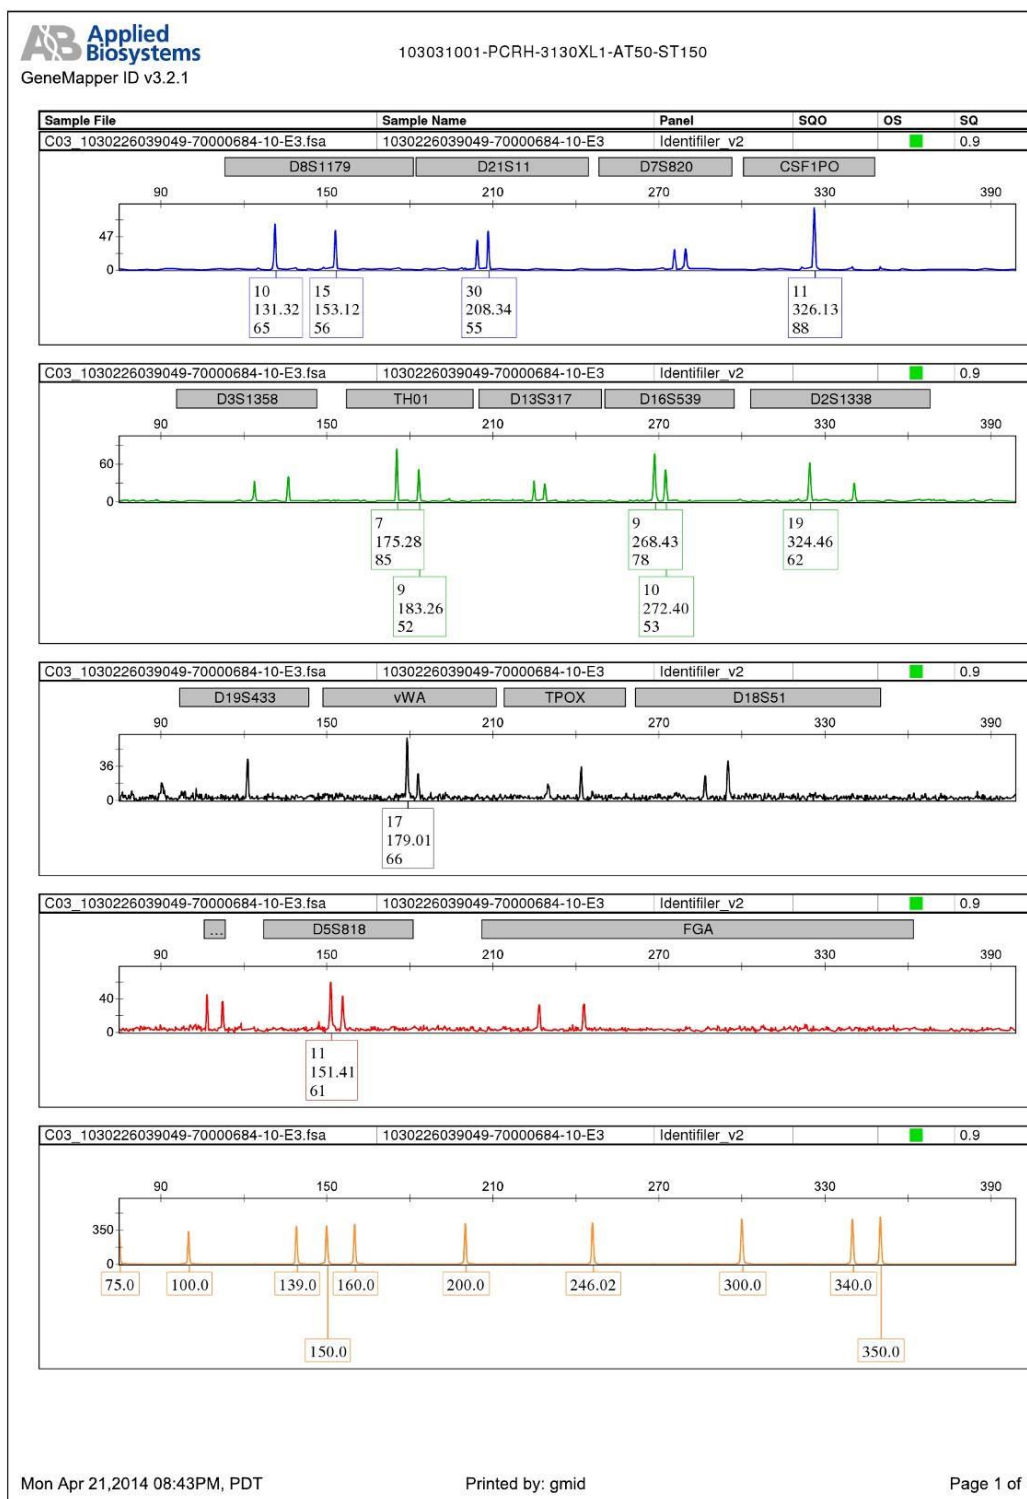 AB Applied
Biosystems
GeneMapper ID v3.2.1
103031001-PCRH-3130XL1-AT50-ST150
Sample File Sample Name Panel SQO OS SQ
C03_1030226039049-70000684-10-E3.fsa 1030226039049-70000684-10-E3 Identifiler_v2 0.9
D8S1179 D21S11 D7S820 CSF1PO
90 150 210 270 330 390
47
0
10 15 30 11
131.32 153.12 208.34 326.13
65 56 55 88
C03_1030226039049-70000684-10-E3.fsa 1030226039049-70000684-10-E3 Identifiler_v2 0.9
D3S1358 TH01 D13S317 D16S539 D2S1338
90 150 210 270 330 390
60
0
7 9 19
175.28 268.43 324.46
85 78 62
9 10
183.26 272.40
52 53
C03_1030226039049-70000684-10-E3.fsa 1030226039049-70000684-10-E3 Identifiler_v2 0.9
D19S433 vWA TPOX D18S51
90 150 210 270 330 390
36
0
17
179.01
66
C03_1030226039049-70000684-10-E3.fsa 1030226039049-70000684-10-E3 Identifiler_v2 0.9
... D5S818 FGA
90 150 210 270 330 390
40
0
11
151.41
61
C03_1030226039049-70000684-10-E3.fsa 1030226039049-70000684-10-E3 Identifiler_v2 0.9
90 150 210 270 330 390
350
0
75.0 100.0 139.0 160.0 200.0 246.02 300.0 340.0
150.0 350.0
Mon Apr 21,2014 08:43PM, PDT Printed by: gmid Page 1 of